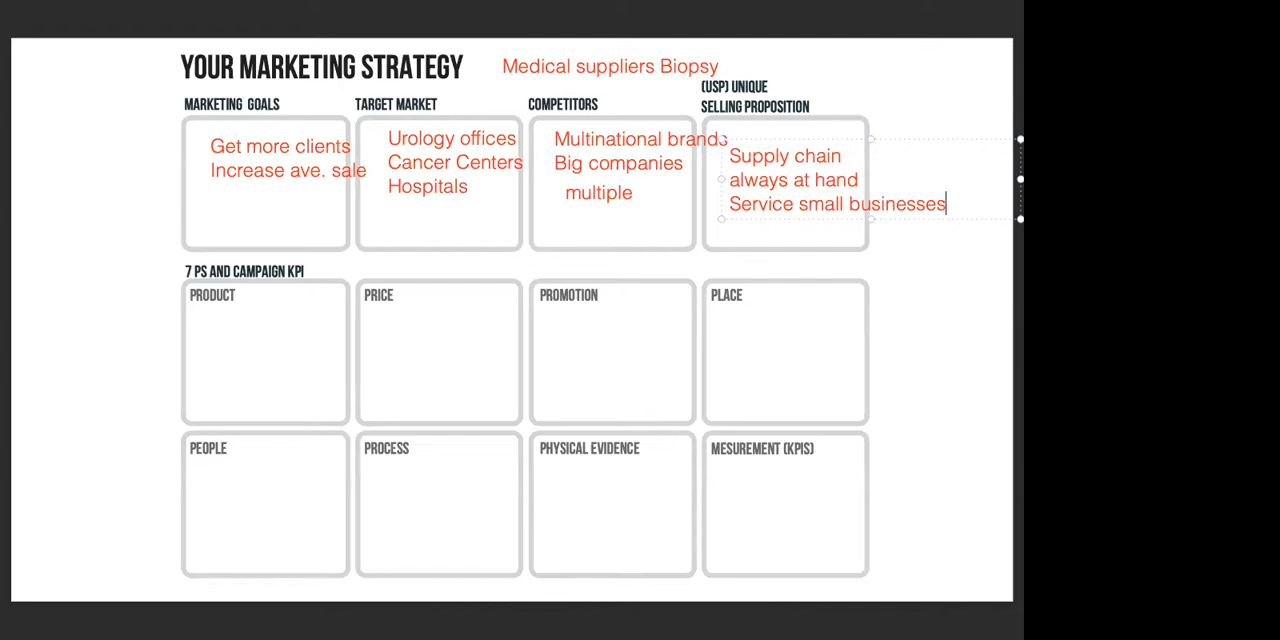 YOUR MARKETING STRATEGY
Medical suppliers Biopsy
MARKETING GOALS
TARGET MARKET
COMPETITORS
(USP) UNIQUE
SELLING PROPOSITION
Get more clients
Increase ave. sale
Urology offices
Cancer Centers
Hospitals
Multinational brands
Big companies
multiple
Supply chain
always at hand
Service small businesses
7 PS AND CAMPAIGN KPI
PRODUCT
PRICE
PROMOTION
PLACE
PEOPLE
PROCESS
PHYSICAL EVIDENCE
MESUREMENT (KPIS)